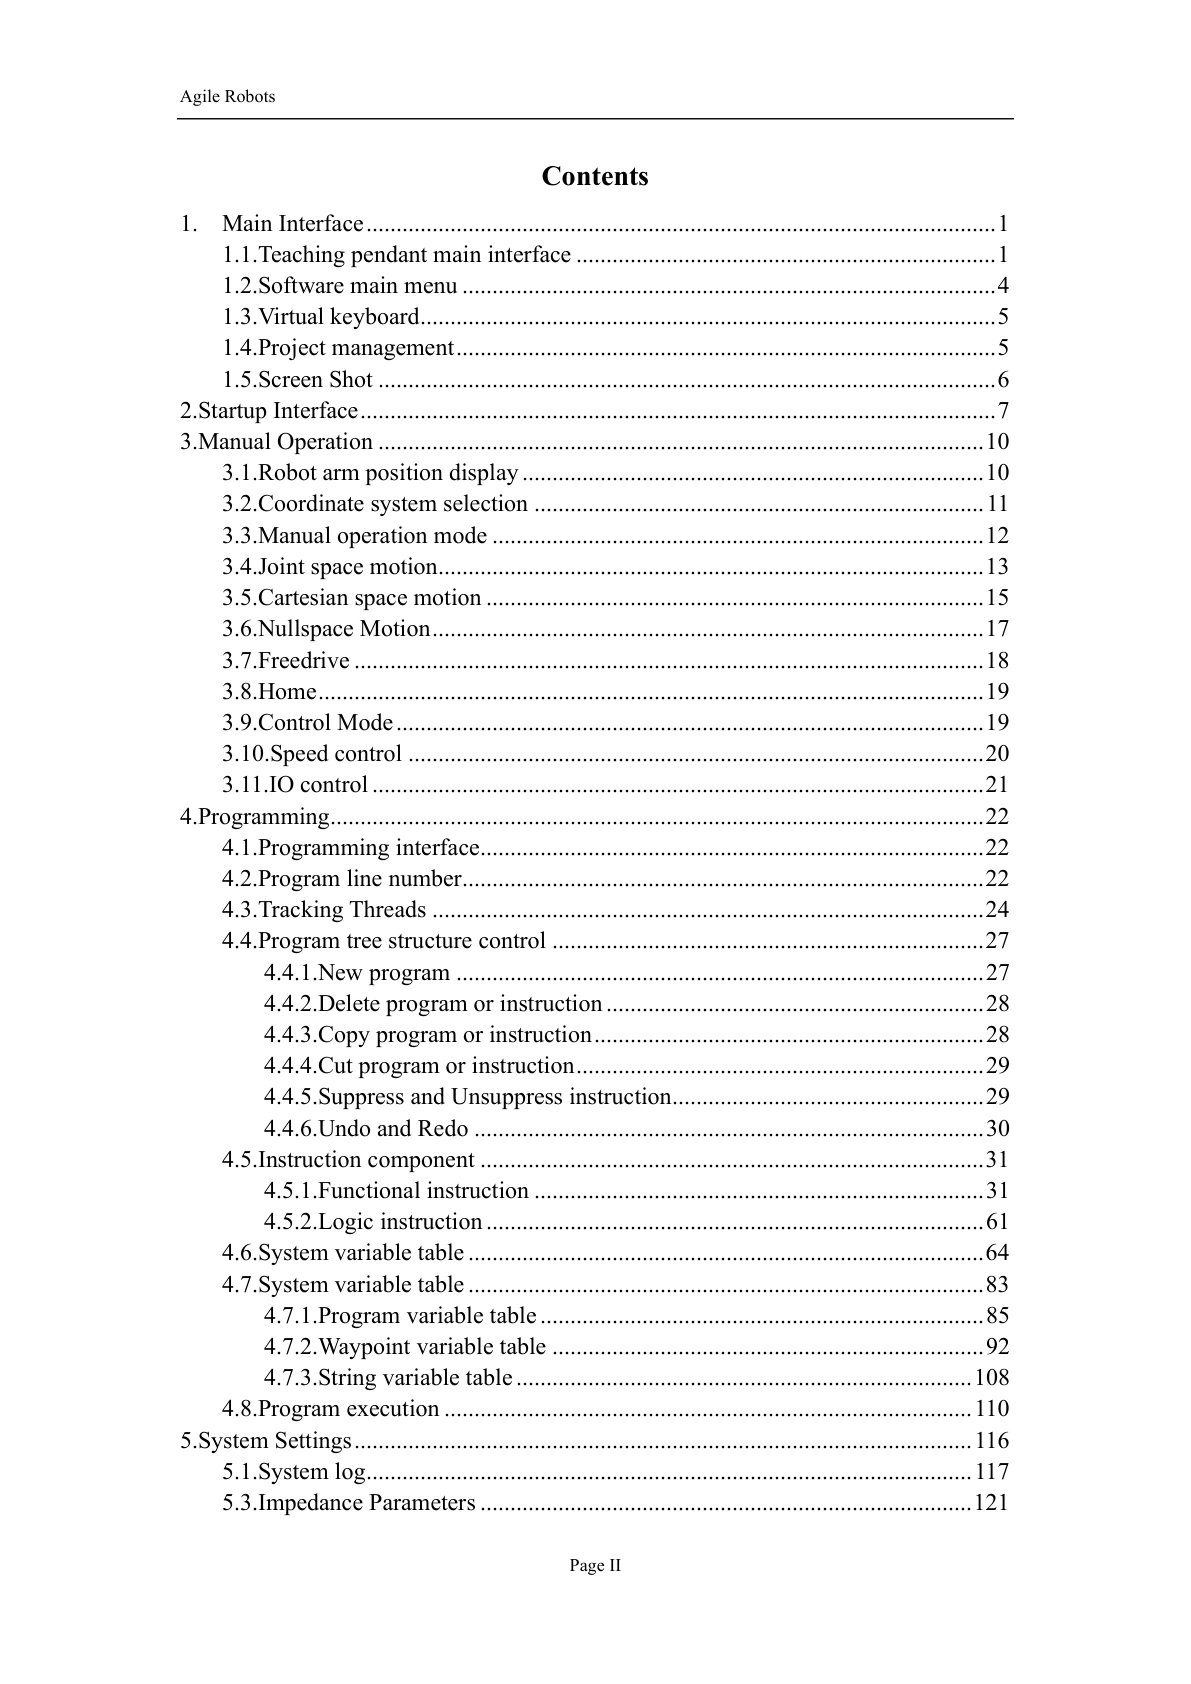 Agile Robots
Contents
1. Main Interface.........................................................................................................1
1.1.Teaching pendant main interface ......................................................................1
1.2.Software main menu .........................................................................................4
1.3.Virtual keyboard................................................................................................5
1.4.Project management..........................................................................................5
1.5.Screen Shot .......................................................................................................6
2.Startup Interface..........................................................................................................7
3.Manual Operation .....................................................................................................10
3.1.Robot arm position display .............................................................................10
3.2.Coordinate system selection ...........................................................................11
3.3.Manual operation mode ..................................................................................12
3.4.Joint space motion...........................................................................................13
3.5.Cartesian space motion ...................................................................................15
3.6.Nullspace Motion............................................................................................17
3.7.Freedrive .........................................................................................................18
3.8.Home...............................................................................................................19
3.9.Control Mode ..................................................................................................19
3.10.Speed control ................................................................................................20
3.11.IO control ......................................................................................................21
4.Programming.............................................................................................................22
4.1.Programming interface....................................................................................22
4.2.Program line number.......................................................................................22
4.3.Tracking Threads ............................................................................................24
4.4.Program tree structure control ........................................................................27
4.4.1.New program ........................................................................................27
4.4.2.Delete program or instruction ...............................................................28
4.4.3.Copy program or instruction.................................................................28
4.4.4.Cut program or instruction....................................................................29
4.4.5.Suppress and Unsuppress instruction....................................................29
4.4.6.Undo and Redo .....................................................................................30
4.5.Instruction component ....................................................................................31
4.5.1.Functional instruction ...........................................................................31
4.5.2.Logic instruction ...................................................................................61
4.6.System variable table ......................................................................................64
4.7.System variable table ......................................................................................83
4.7.1.Program variable table ..........................................................................85
4.7.2.Waypoint variable table ........................................................................92
4.7.3.String variable table ............................................................................108
4.8.Program execution ........................................................................................110
5.System Settings.......................................................................................................116
5.1.System log.....................................................................................................117
5.3.Impedance Parameters ..................................................................................121
Page II